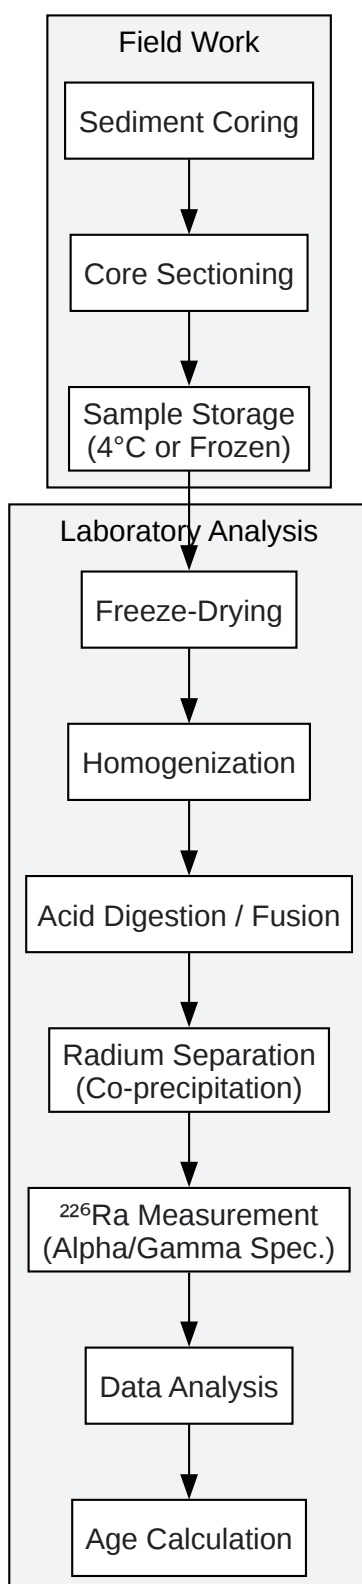 Field Work
Sediment Coring
Core Sectioning
Sample Storage
(4°C or Frozen)
Laboratory Analysis
Freeze-Drying
Homogenization
Acid Digestion / Fusion
Radium Separation
(Co-precipitation)
²²⁶Ra Measurement
(Alpha/Gamma Spec.)
Data Analysis
Age Calculation